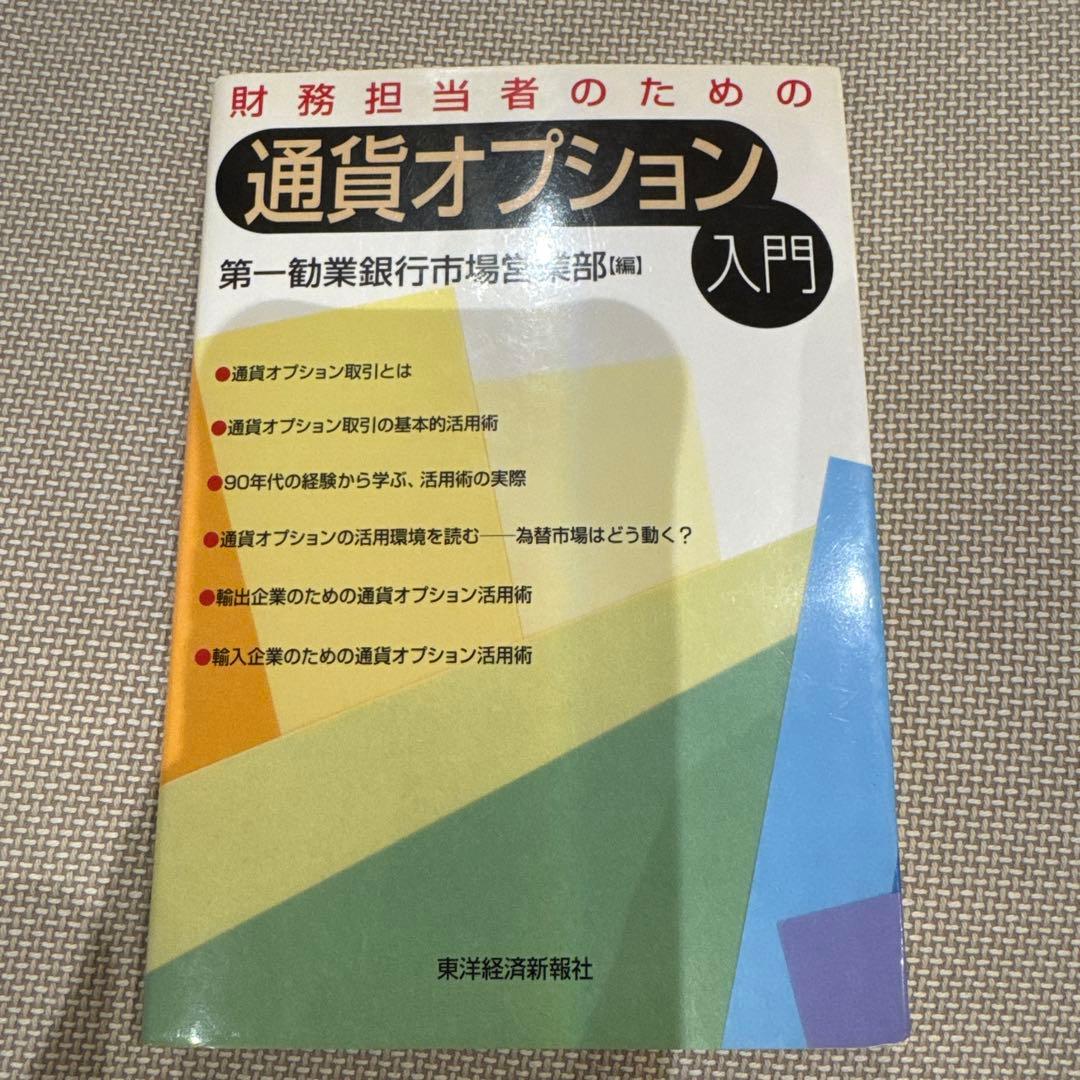 財務担当者のための
通貨オプション
入門
第一勧業銀行市場営業部【編】
●通貨オプション取引とは
●通貨オプション取引の基本的活用術
●90年代の経験から学ぶ、活用術の実際
●通貨オプションの活用環境を読む──為替市場はどう動く?
●輸出企業のための通貨オプション活用術
●輸入企業のための通貨オプション活用術
東洋経済新報社